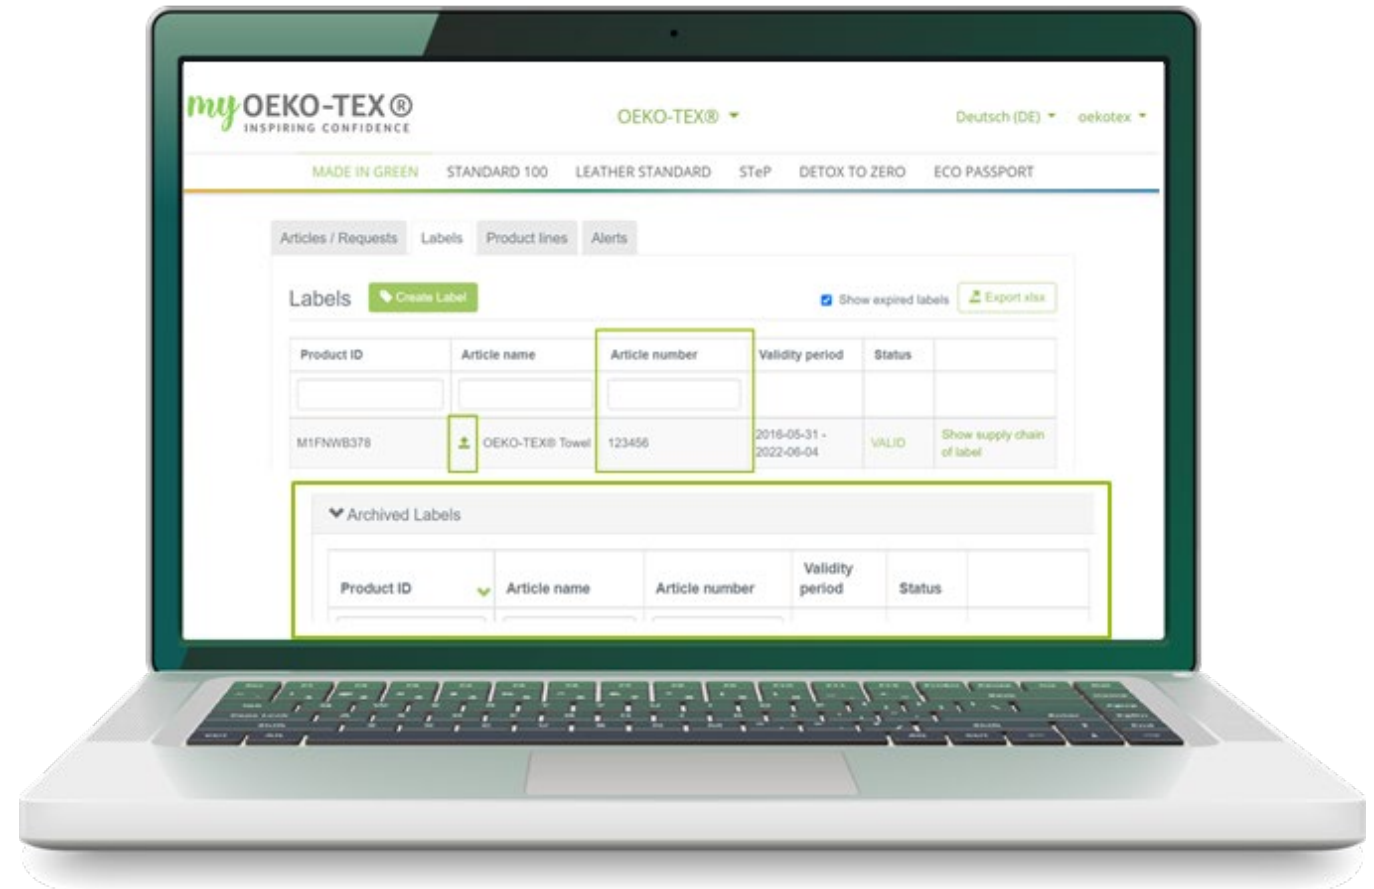 my OEKO-TEX®
INSPIRING CONFIDENCE
OEKO-TEX®
Deutsch (DE)
oekotex
MADE IN GREEN STANDARD 100 LEATHER STANDARD STeP DETOX TO ZERO ECO PASSPORT
Articles / Requests Labels Product lines Alerts
Labels Create Label Show expired labels Export xlsx
Product ID Article name Article number Validity period Status
M1FNWB378 OEKO-TEX® Towel 123456 2016-05-31 - 2022-06-04 VALID Show supply chain of label
Archived Labels
Product ID Article name Article number Validity period Status